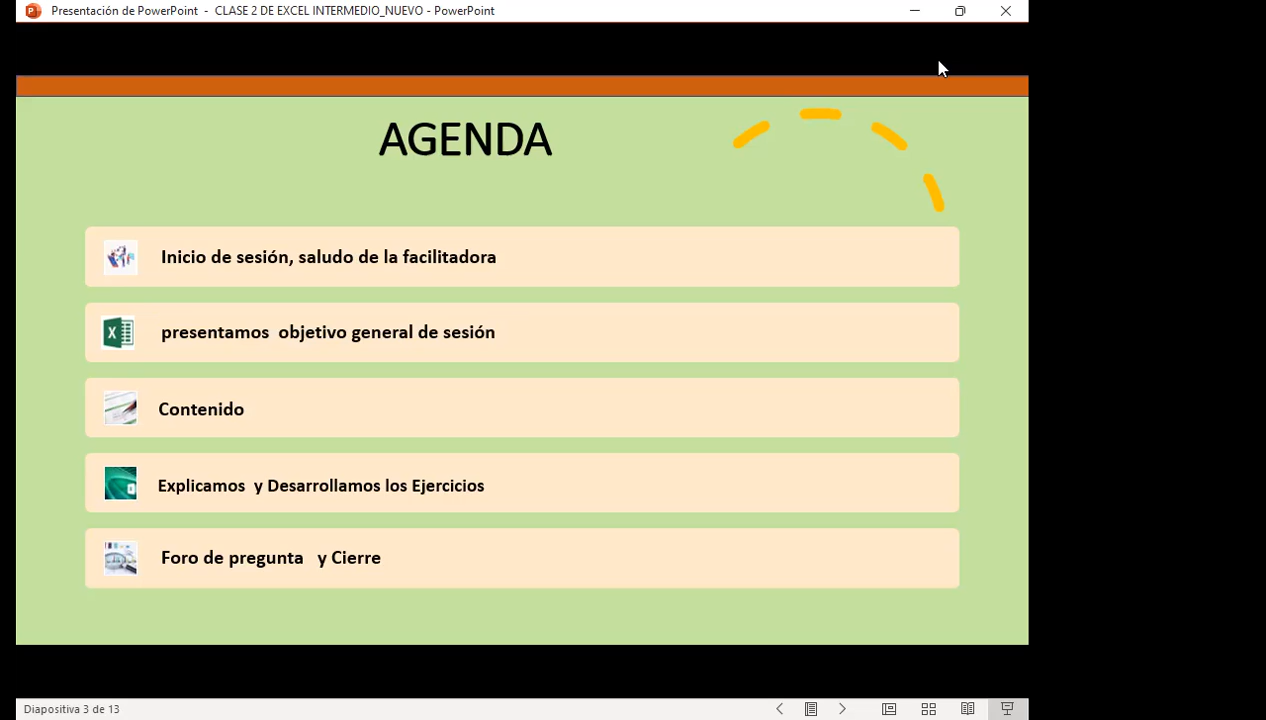 Presentación de PowerPoint - CLASE 2 DE EXCEL INTERMEDIO_NUEVO - PowerPoint
AGENDA
Inicio de sesión, saludo de la facilitadora
presentamos objetivo general de sesión
Contenido
Explicamos y Desarrollamos los Ejercicios
Foro de pregunta y Cierre
Diapositiva 3 de 13